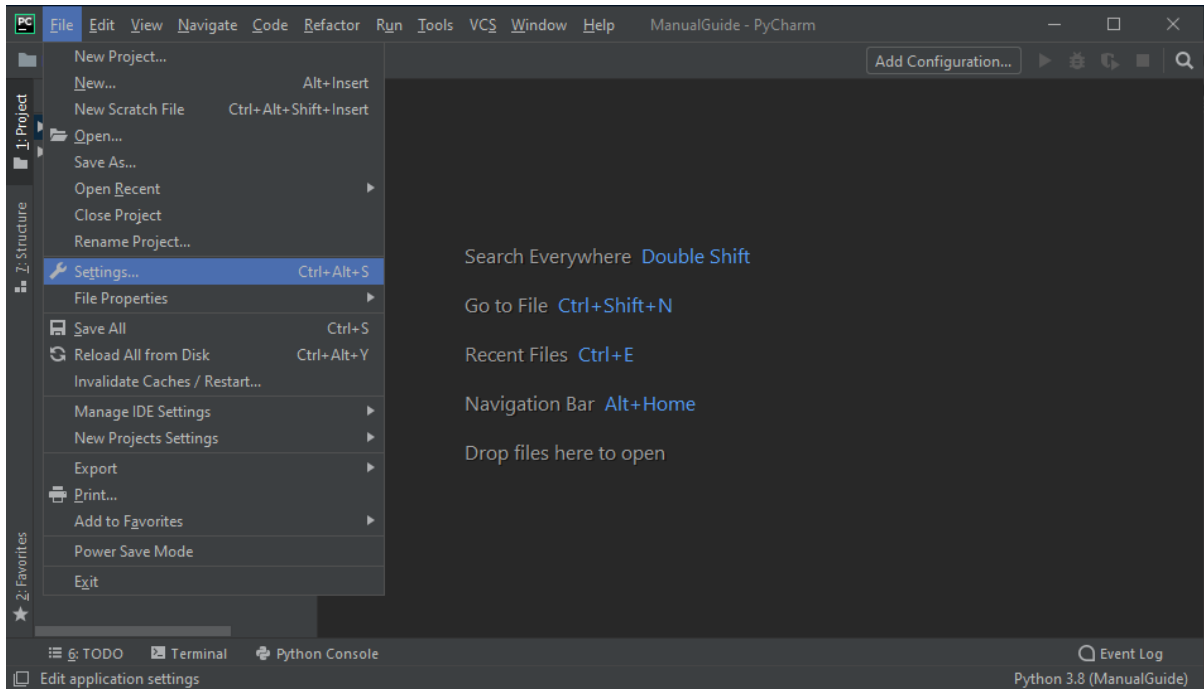 PC File Edit View Navigate Code Refactor Run Tools VCS Window Help ManualGuide - PyCharm
Add Configuration...
New Project...
New... Alt+Insert
New Scratch File Ctrl+Alt+Shift+Insert
Open...
Save As...
Open Recent
Close Project
Rename Project...
Settings... Ctrl+Alt+S
File Properties
Save All Ctrl+S
Reload All from Disk Ctrl+Alt+Y
Invalidate Caches / Restart...
Manage IDE Settings
New Projects Settings
Export
Print...
Add to Favorites
Power Save Mode
Exit
1: Project
7: Structure
2: Favorites
Search Everywhere Double Shift
Go to File Ctrl+Shift+N
Recent Files Ctrl+E
Navigation Bar Alt+Home
Drop files here to open
6: TODO Terminal Python Console Event Log
Edit application settings Python 3.8 (ManualGuide)